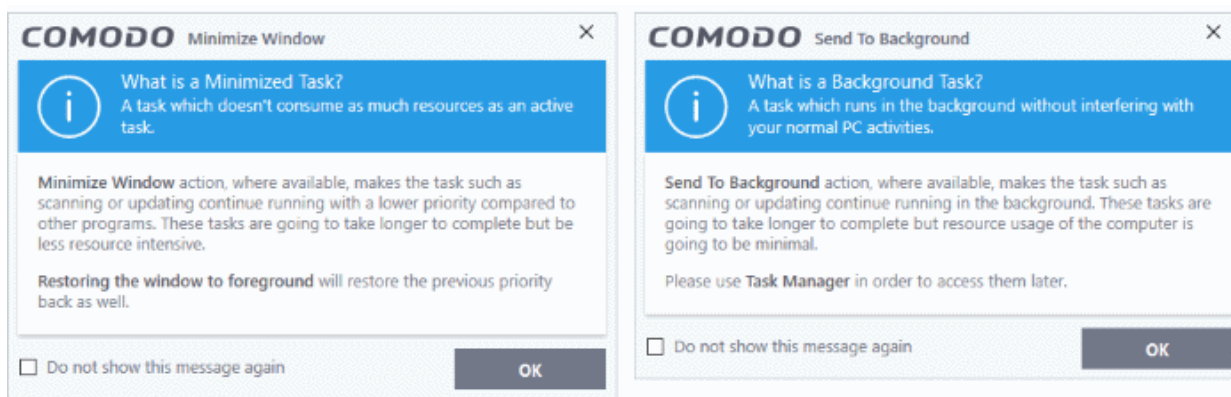 COMODO Minimize Window
What is a Minimized Task?
A task which doesn't consume as much resources as an active
task.
Minimize Window action, where available, makes the task such as
scanning or updating continue running with a lower priority compared to
other programs. These tasks are going to take longer to complete but be
less resource intensive.
Restoring the window to foreground will restore the previous priority
back as well.
Do not show this message again
OK
COMODO Send To Background
What is a Background Task?
A task which runs in the background without interfering with
your normal PC activities.
Send To Background action, where available, makes the task such as
scanning or updating continue running in the background. These tasks are
going to take longer to complete but resource usage of the computer is
going to be minimal.
Please use Task Manager in order to access them later.
Do not show this message again
OK